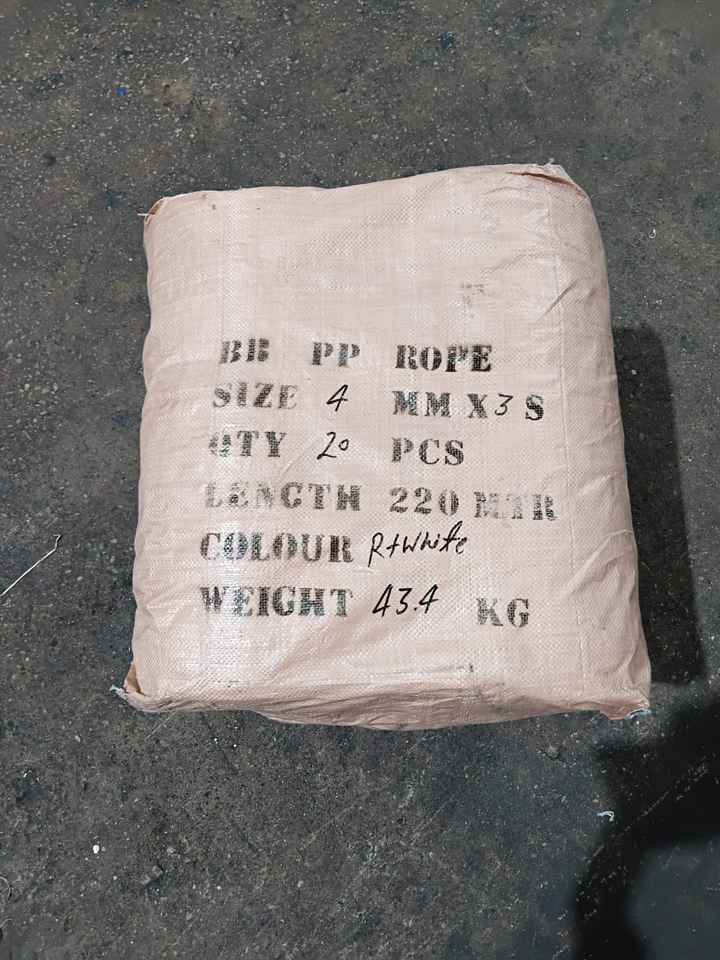 BB PP ROPE
SIZE 4 MM X 3 S
QTY 20 PCS
LENGTH 220 MTR
COLOUR R+White
WEIGHT 43.4 KG